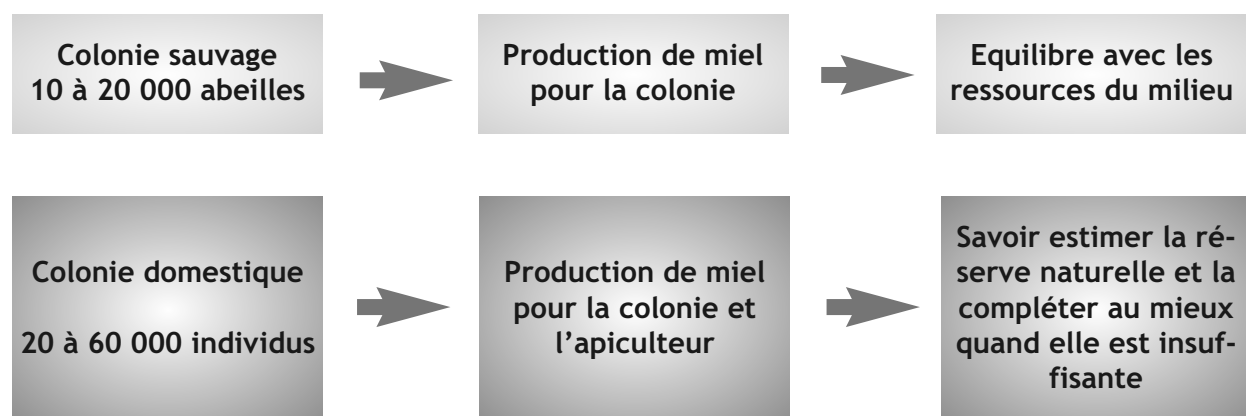 Colonie sauvage
10 à 20 000 abeilles
Production de miel
pour la colonie
Equilibre avec les
ressources du milieu
Colonie domestique
20 à 60 000 individus
Production de miel
pour la colonie et
l’apiculteur
Savoir estimer la ré-
serve naturelle et la
compléter au mieux
quand elle est insuf-
fisante